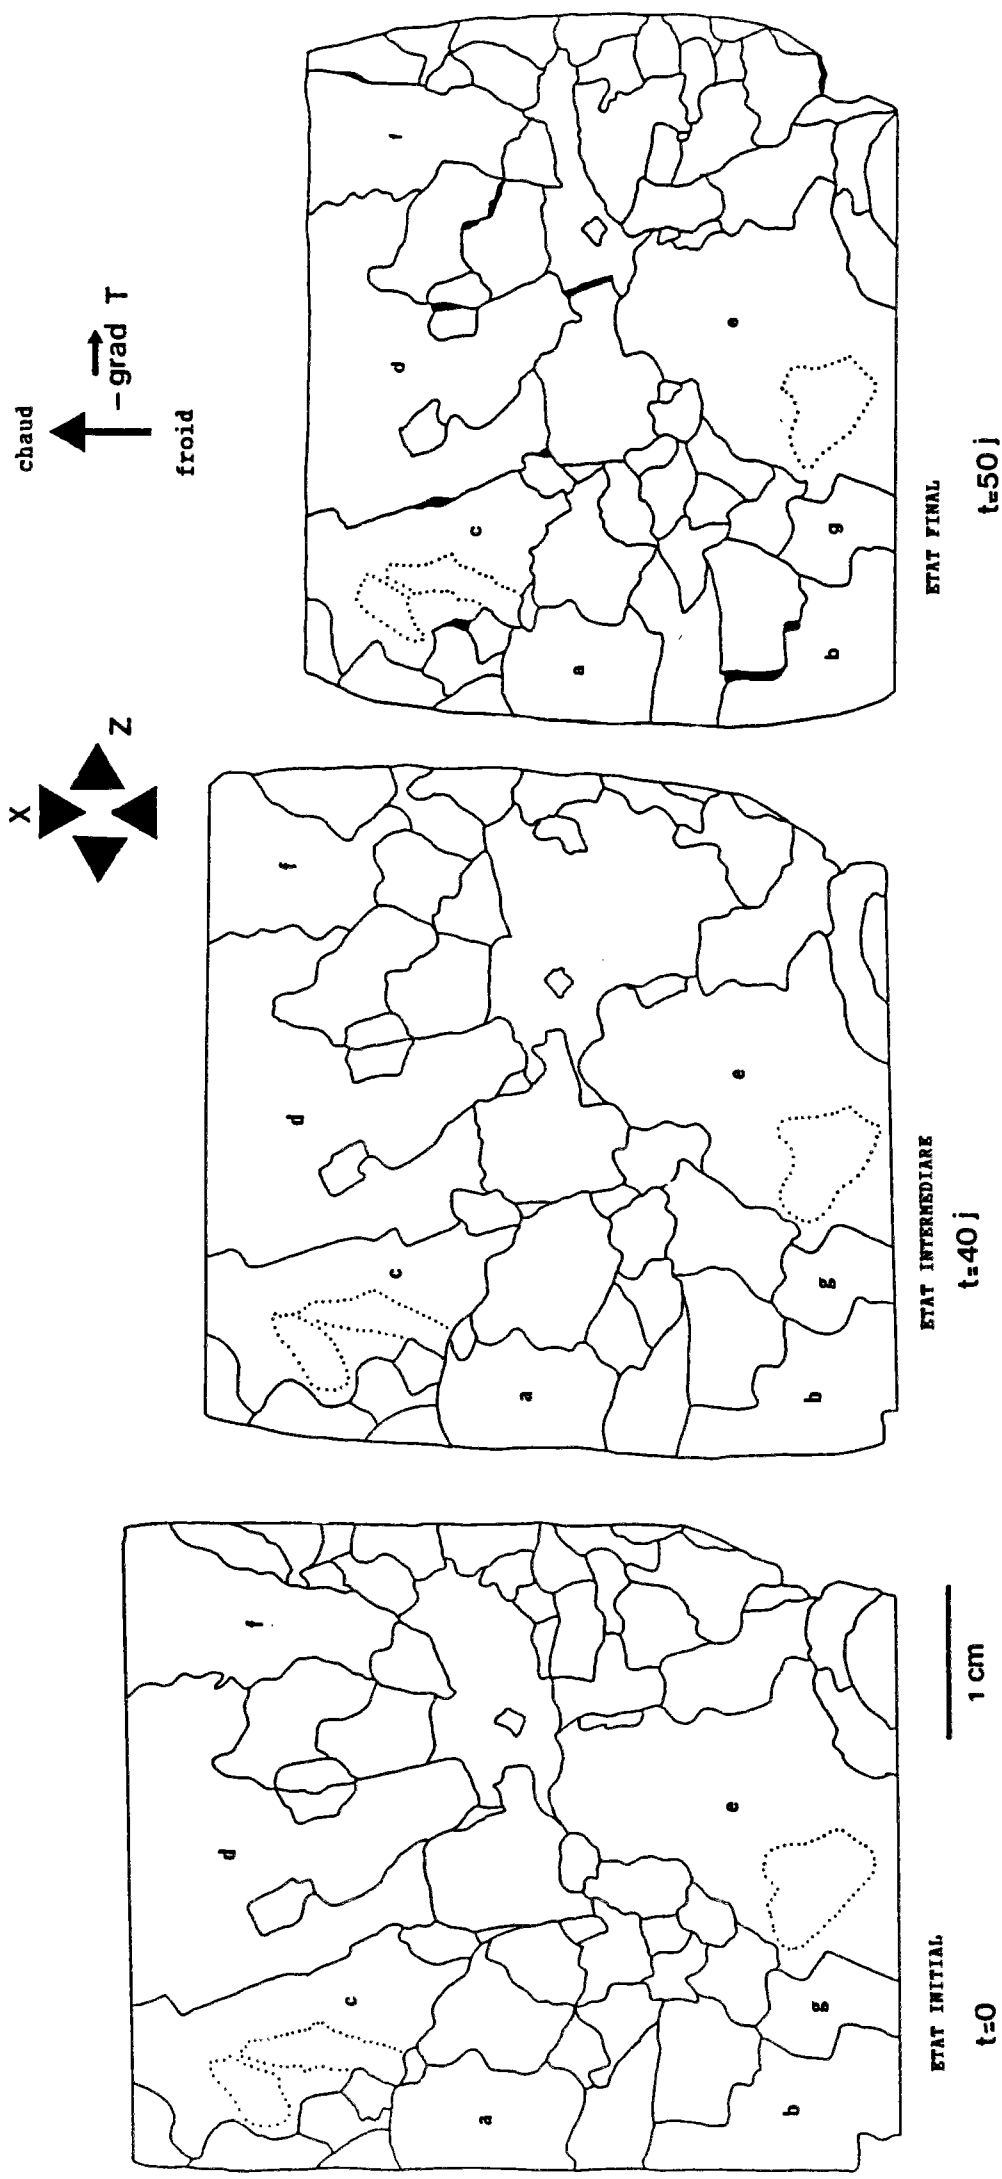 X
Z
chaud
froid
→
-grad T
a
b
c
d
e
f
g
ETAT INITIAL
t=0
1 cm
a
b
c
d
e
f
g
ETAT INTERMEDIARE
t=40 j
a
b
c
d
e
f
g
ETAT FINAL
t=50 j